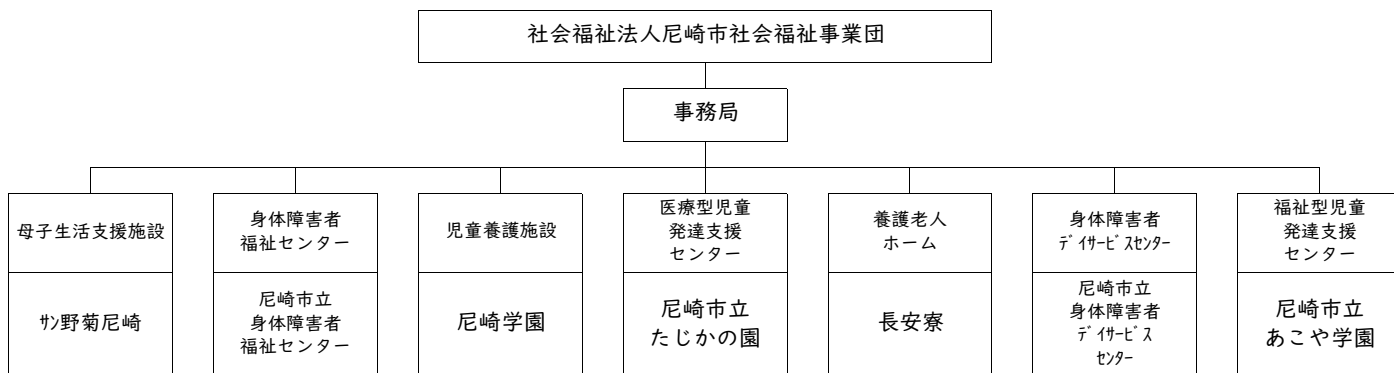 社会福祉法人尼崎市社会福祉事業団
事務局
母子生活支援施設
ｻﾝ野菊尼崎
身体障害者
福祉センター
尼崎市立
身体障害者
福祉センター
児童養護施設
尼崎学園
医療型児童
発達支援
センター
尼崎市立
たじかの園
養護老人
ホーム
長安寮
身体障害者
ﾃﾞｲｻｰﾋﾞｽｾﾝﾀｰ
尼崎市立
身体障害者
ﾃﾞｲｻｰﾋﾞｽ
ｾﾝﾀｰ
福祉型児童
発達支援
センター
尼崎市立
あこや学園